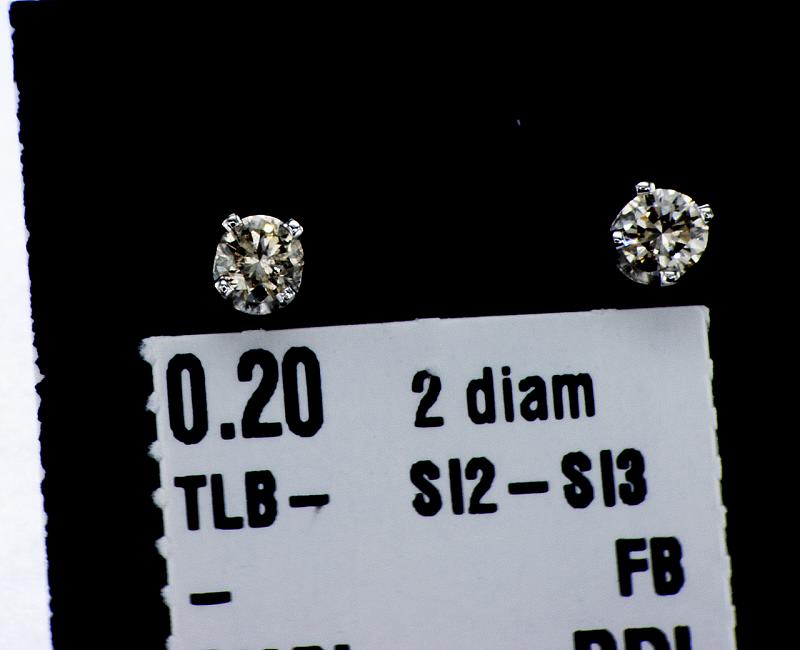 0.20 2 diam
TLB- SI2-SI3
- FB